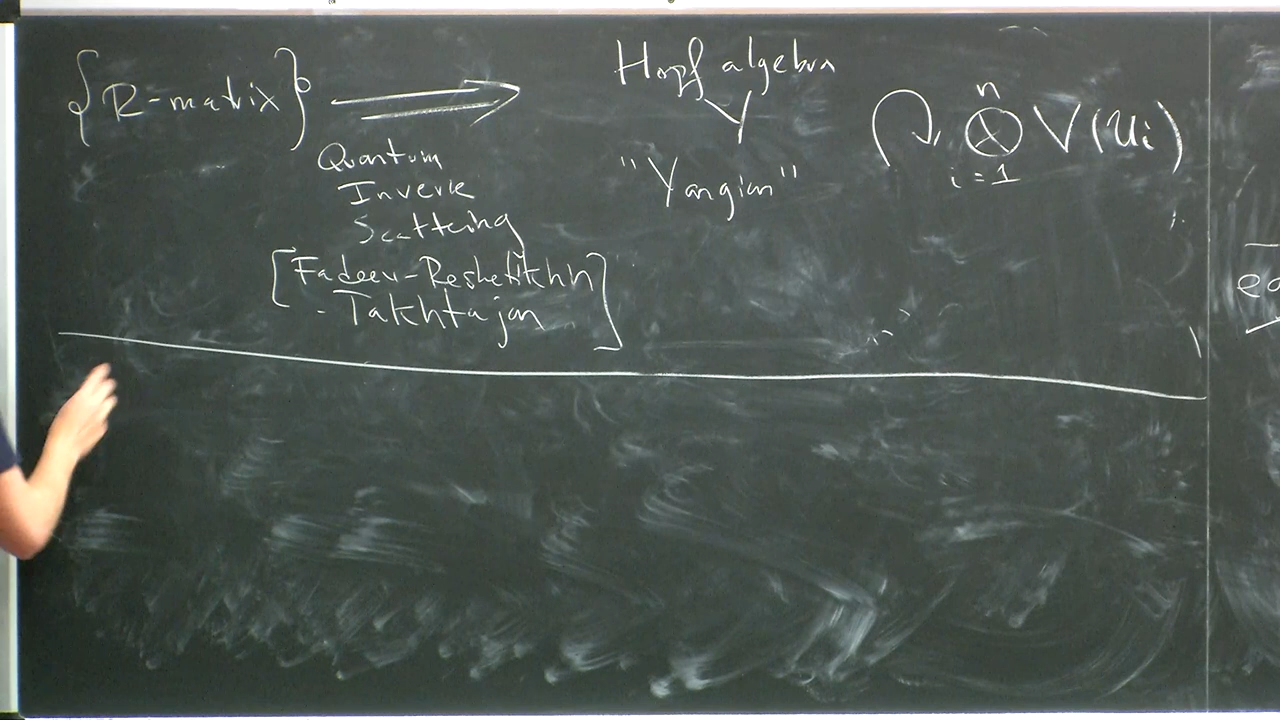 {R-matrix} ⟹
Quantum
Inverse
Scattering
[Fadeev-Reshetikhin
-Takhtajan]
Hopf algebra
Y
"Yangian"
n
⊗ V(ui)
i=1